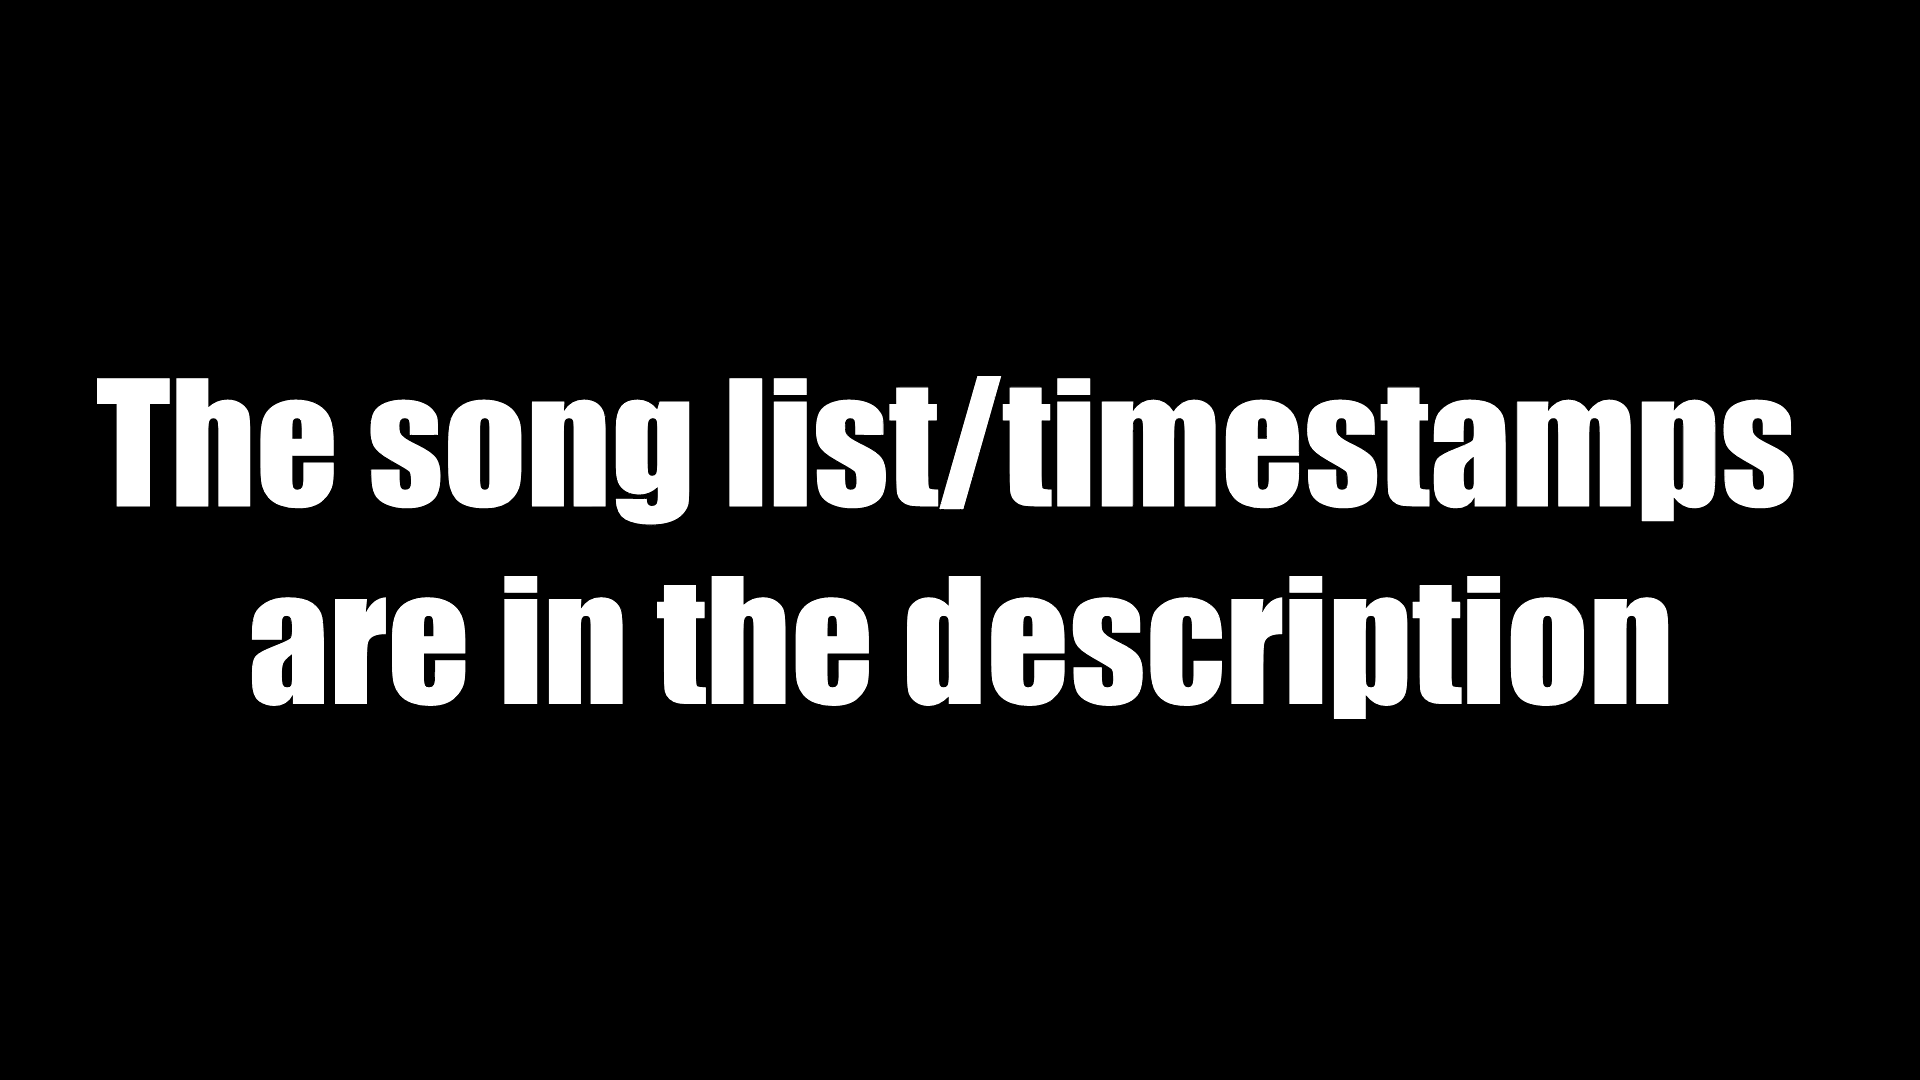 The song list/timestamps
are in the description